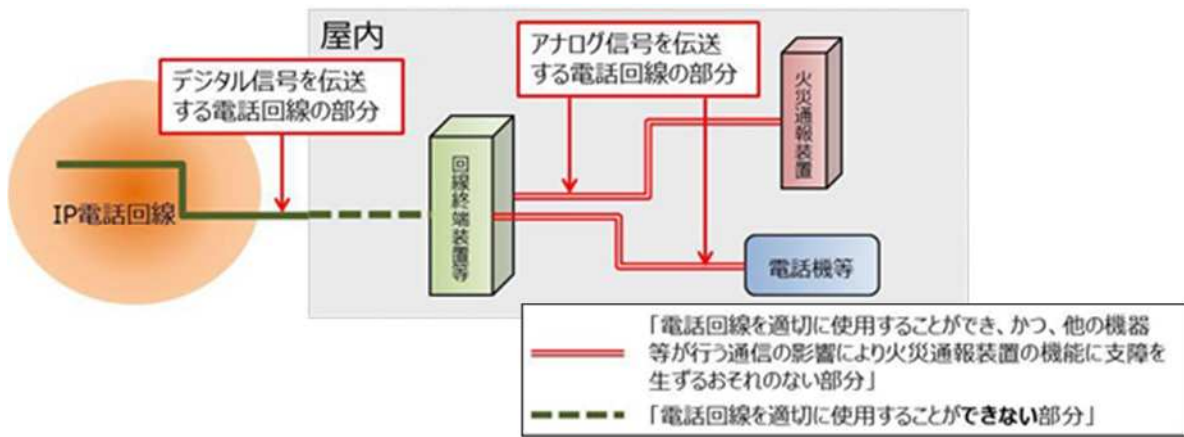 屋内
デジタル信号を伝送
する電話回線の部分
アナログ信号を伝送
する電話回線の部分
火災通報装置
回線終端装置等
IP電話回線
電話機等
「電話回線を適切に使用することができ、かつ、他の機器
等が行う通信の影響により火災通報装置の機能に支障を
生ずるおそれのない部分」
「電話回線を適切に使用することができない部分」